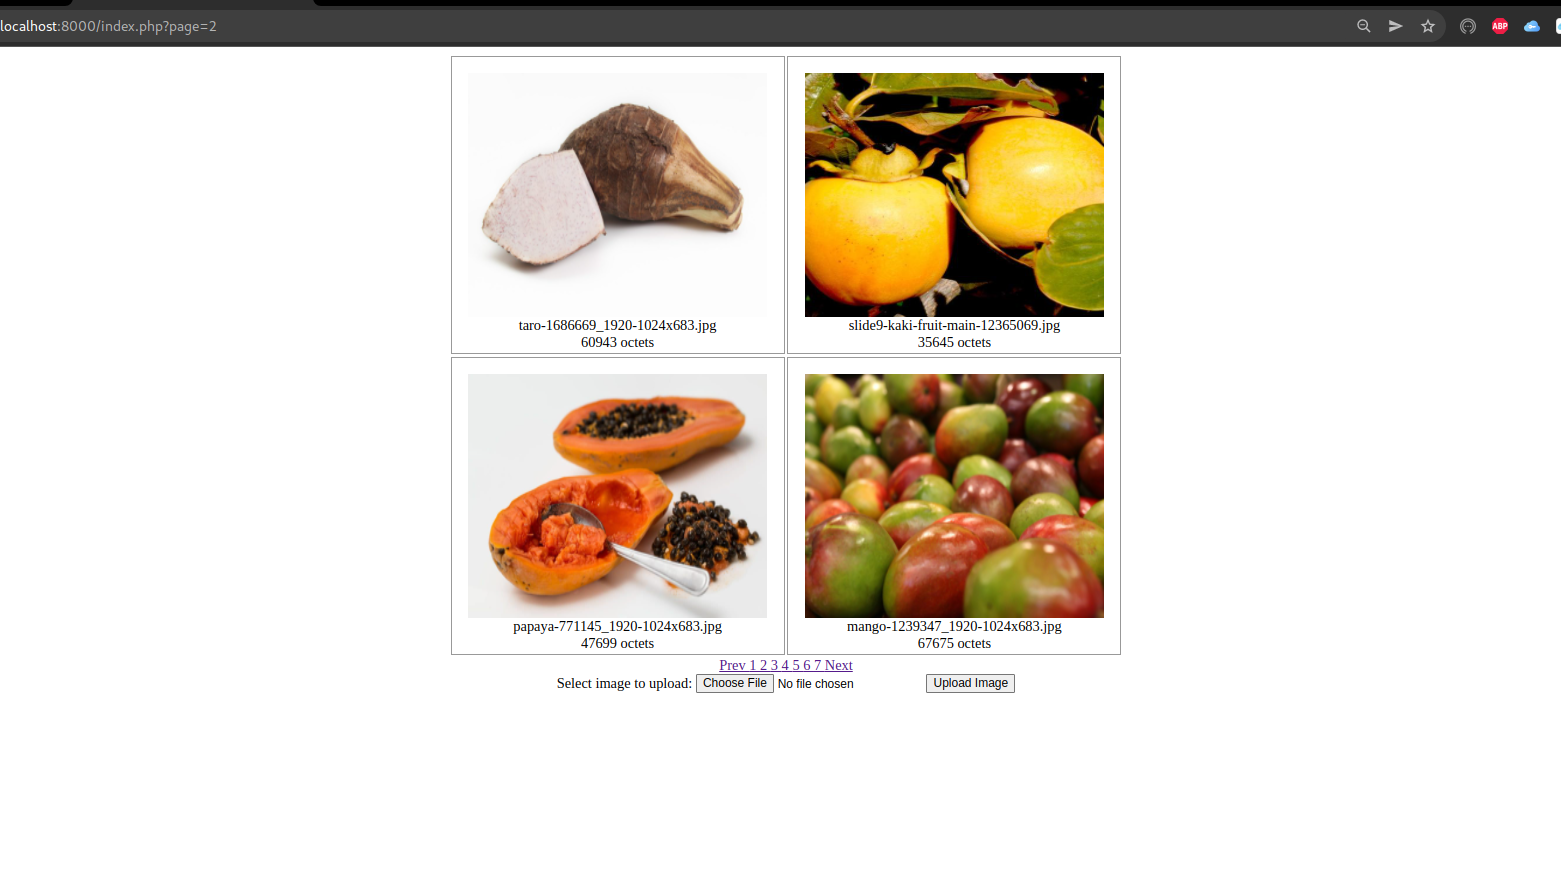 localhost:8000/index.php?page=2
ABP
taro-1686669_1920-1024x683.jpg
60943 octets
slide9-kaki-fruit-main-12365069.jpg
35645 octets
papaya-771145_1920-1024x683.jpg
47699 octets
mango-1239347_1920-1024x683.jpg
67675 octets
Prev 1 2 3 4 5 6 7 Next
Select image to upload: Choose File No file chosen Upload Image